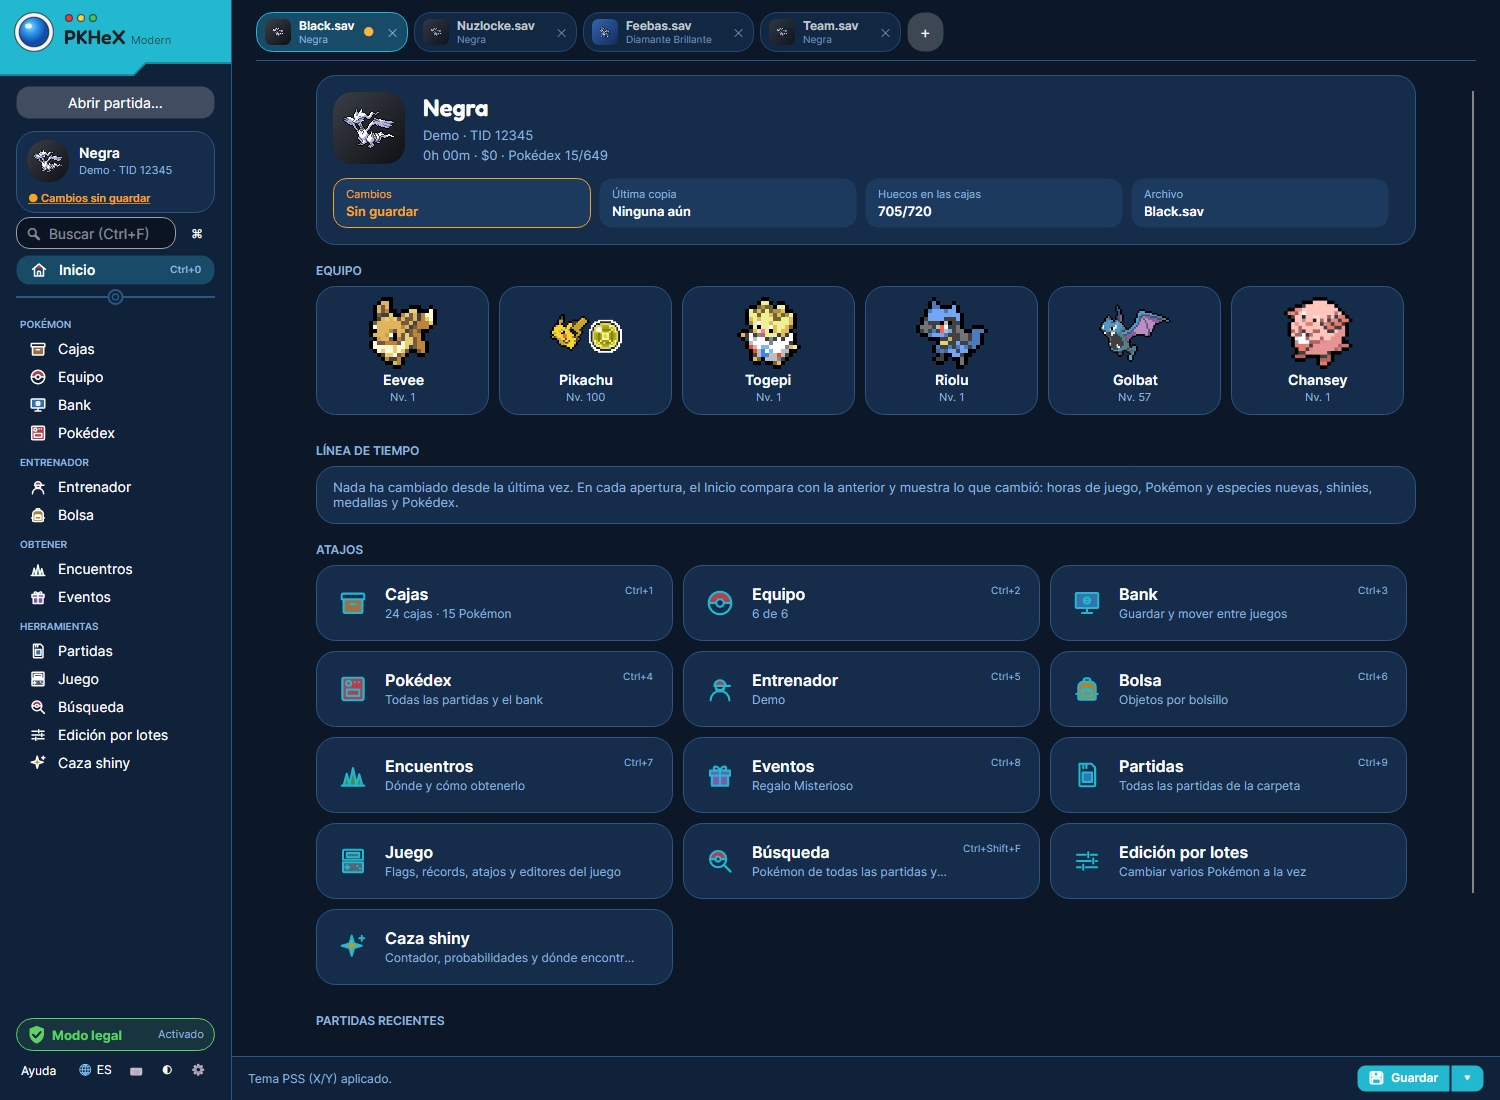 PKHeX Modern
Abrir partida...
Negra
Demo · TID 12345
Cambios sin guardar
Buscar (Ctrl+F)
⌘
Inicio Ctrl+0
POKÉMON
Cajas
Equipo
Bank
Pokédex
ENTRENADOR
Entrenador
Bolsa
OBTENER
Encuentros
Eventos
HERRAMIENTAS
Partidas
Juego
Búsqueda
Edición por lotes
Caza shiny
Modo legal Activado
Ayuda ES
Black.sav
Negra
Nuzlocke.sav
Negra
Feebas.sav
Diamante Brillante
Team.sav
Negra
+
Negra
Demo · TID 12345
0h 00m · $0 · Pokédex 15/649
Cambios
Sin guardar
Última copia
Ninguna aún
Huecos en las cajas
705/720
Archivo
Black.sav
EQUIPO
Eevee
Nv. 1
Pikachu
Nv. 100
Togepi
Nv. 1
Riolu
Nv. 1
Golbat
Nv. 57
Chansey
Nv. 1
LÍNEA DE TIEMPO
Nada ha cambiado desde la última vez. En cada apertura, el Inicio compara con la anterior y muestra lo que cambió: horas de juego, Pokémon y especies nuevas, shinies,
medallas y Pokédex.
ATAJOS
Cajas Ctrl+1
24 cajas · 15 Pokémon
Equipo Ctrl+2
6 de 6
Bank Ctrl+3
Guardar y mover entre juegos
Pokédex Ctrl+4
Todas las partidas y el bank
Entrenador Ctrl+5
Demo
Bolsa Ctrl+6
Objetos por bolsillo
Encuentros Ctrl+7
Dónde y cómo obtenerlo
Eventos Ctrl+8
Regalo Misterioso
Partidas Ctrl+9
Todas las partidas de la carpeta
Juego
Flags, récords, atajos y editores del juego
Búsqueda Ctrl+Shift+F
Pokémon de todas las partidas y...
Edición por lotes
Cambiar varios Pokémon a la vez
Caza shiny
Contador, probabilidades y dónde encontr...
PARTIDAS RECIENTES
Tema PSS (X/Y) aplicado.
Guardar